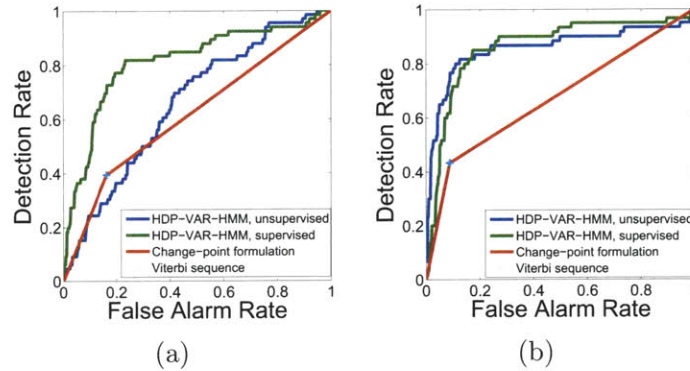 Detection Rate
1
0.8
0.6
0.4
0.2
0
0
0.2
0.4
0.6
0.8
1
False Alarm Rate
HDP-VAR-HMM, unsupervised
HDP-VAR-HMM, supervised
Change-point formulation
Viterbi sequence
(a)
Detection Rate
1
0.8
0.6
0.4
0.2
0
0
0.2
0.4
0.6
0.8
False Alarm Rate
HDP-VAR-HMM, unsupervised
HDP-VAR-HMM, supervised
Change-point formulation
Viterbi sequence
(b)